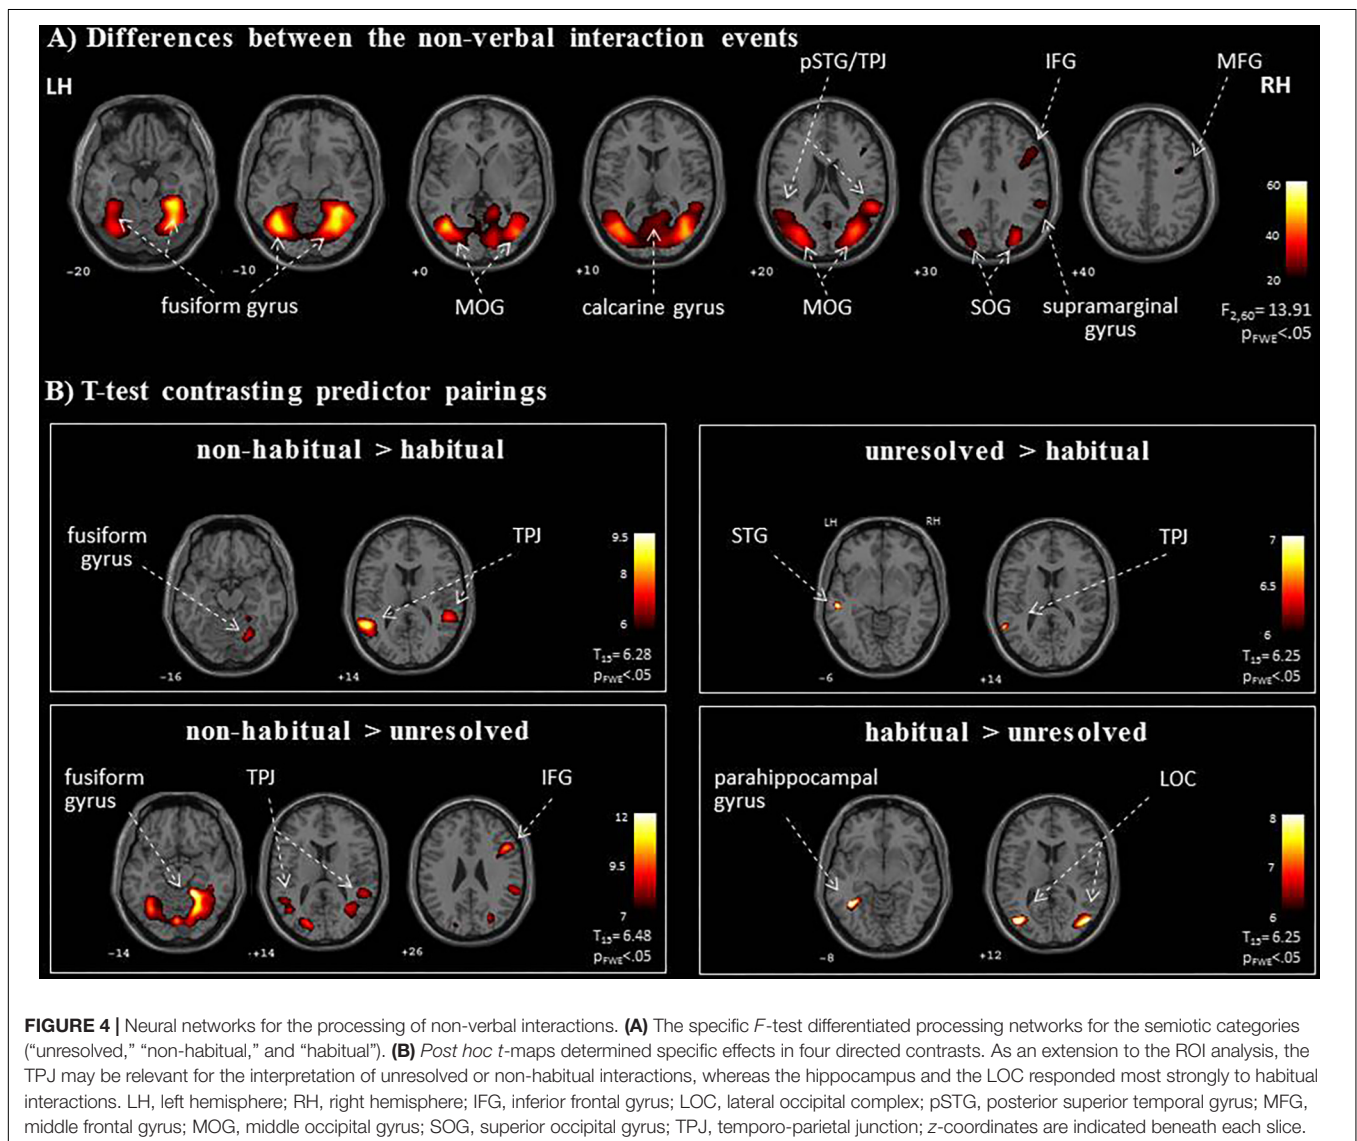 A) Differences between the non-verbal interaction events
pSTG/TPJ
IFG
MFG
LH
RH
60
40
20
-20
-10
+0
+10
+20
+30
+40
fusiform gyrus
MOG
calcarine gyrus
MOG
SOG
supramarginal
gyrus
F2,60= 13.91
pFWE<.05
B) T-test contrasting predictor pairings
non-habitual > habitual
fusiform
gyrus
TPJ
9.5
8
6
-16
+14
T15= 6.28
pFWE<.05
unresolved > habitual
STG
LH
RH
TPJ
7
6.5
6
-6
+14
T15= 6.25
pFWE<.05
non-habitual > unresolved
fusiform
gyrus
TPJ
IFG
12
9.5
7
-14
-+14
+26
T15= 6.48
pFWE<.05
habitual > unresolved
parahippocampal
gyrus
LOC
8
7
6
-8
+12
T15= 6.25
pFWE<.05
FIGURE 4 | Neural networks for the processing of non-verbal interactions. (A) The specific F-test differentiated processing networks for the semiotic categories
(“unresolved,” “non-habitual,” and “habitual”). (B) Post hoc t-maps determined specific effects in four directed contrasts. As an extension to the ROI analysis, the
TPJ may be relevant for the interpretation of unresolved or non-habitual interactions, whereas the hippocampus and the LOC responded most strongly to habitual
interactions. LH, left hemisphere; RH, right hemisphere; IFG, inferior frontal gyrus; LOC, lateral occipital complex; pSTG, posterior superior temporal gyrus; MFG,
middle frontal gyrus; MOG, middle occipital gyrus; SOG, superior occipital gyrus; TPJ, temporo-parietal junction; z-coordinates are indicated beneath each slice.